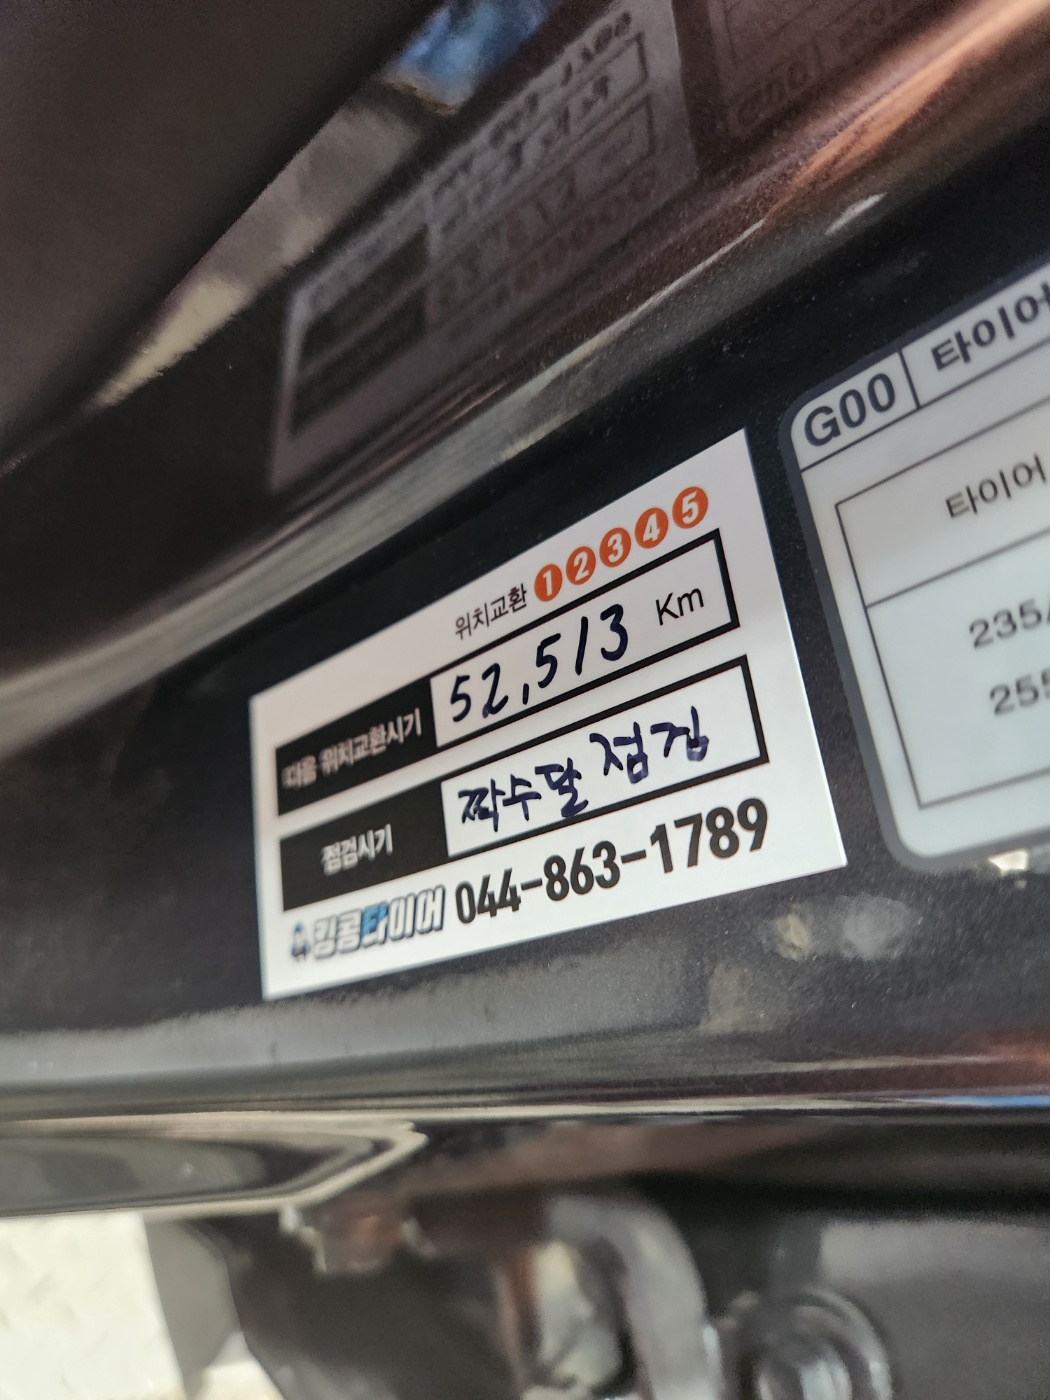 위치교환 1 2 3 4 5
다음 위치교환시기 52,513 Km
점검시기 짝수달 점검
킹콩타이어 044-863-1789
G00 타이어
타이어
235/
255